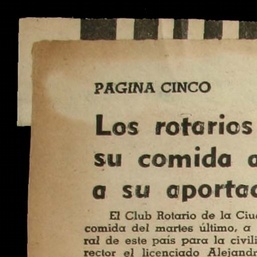 PAGINA CINCO
Los rotarios
su comida a
a su aportac
El Club Rotario de la Ciu
comida del martes último, a
ral de este país para la civili
rector el licenciado Alejandr